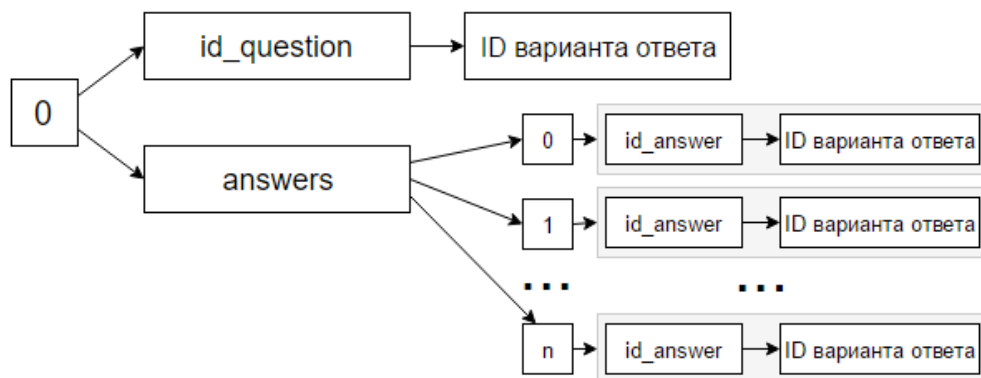 id_question
ID варианта ответа
0
answers
0
id_answer
ID варианта ответа
1
id_answer
ID варианта ответа
...
...
n
id_answer
ID варианта ответа